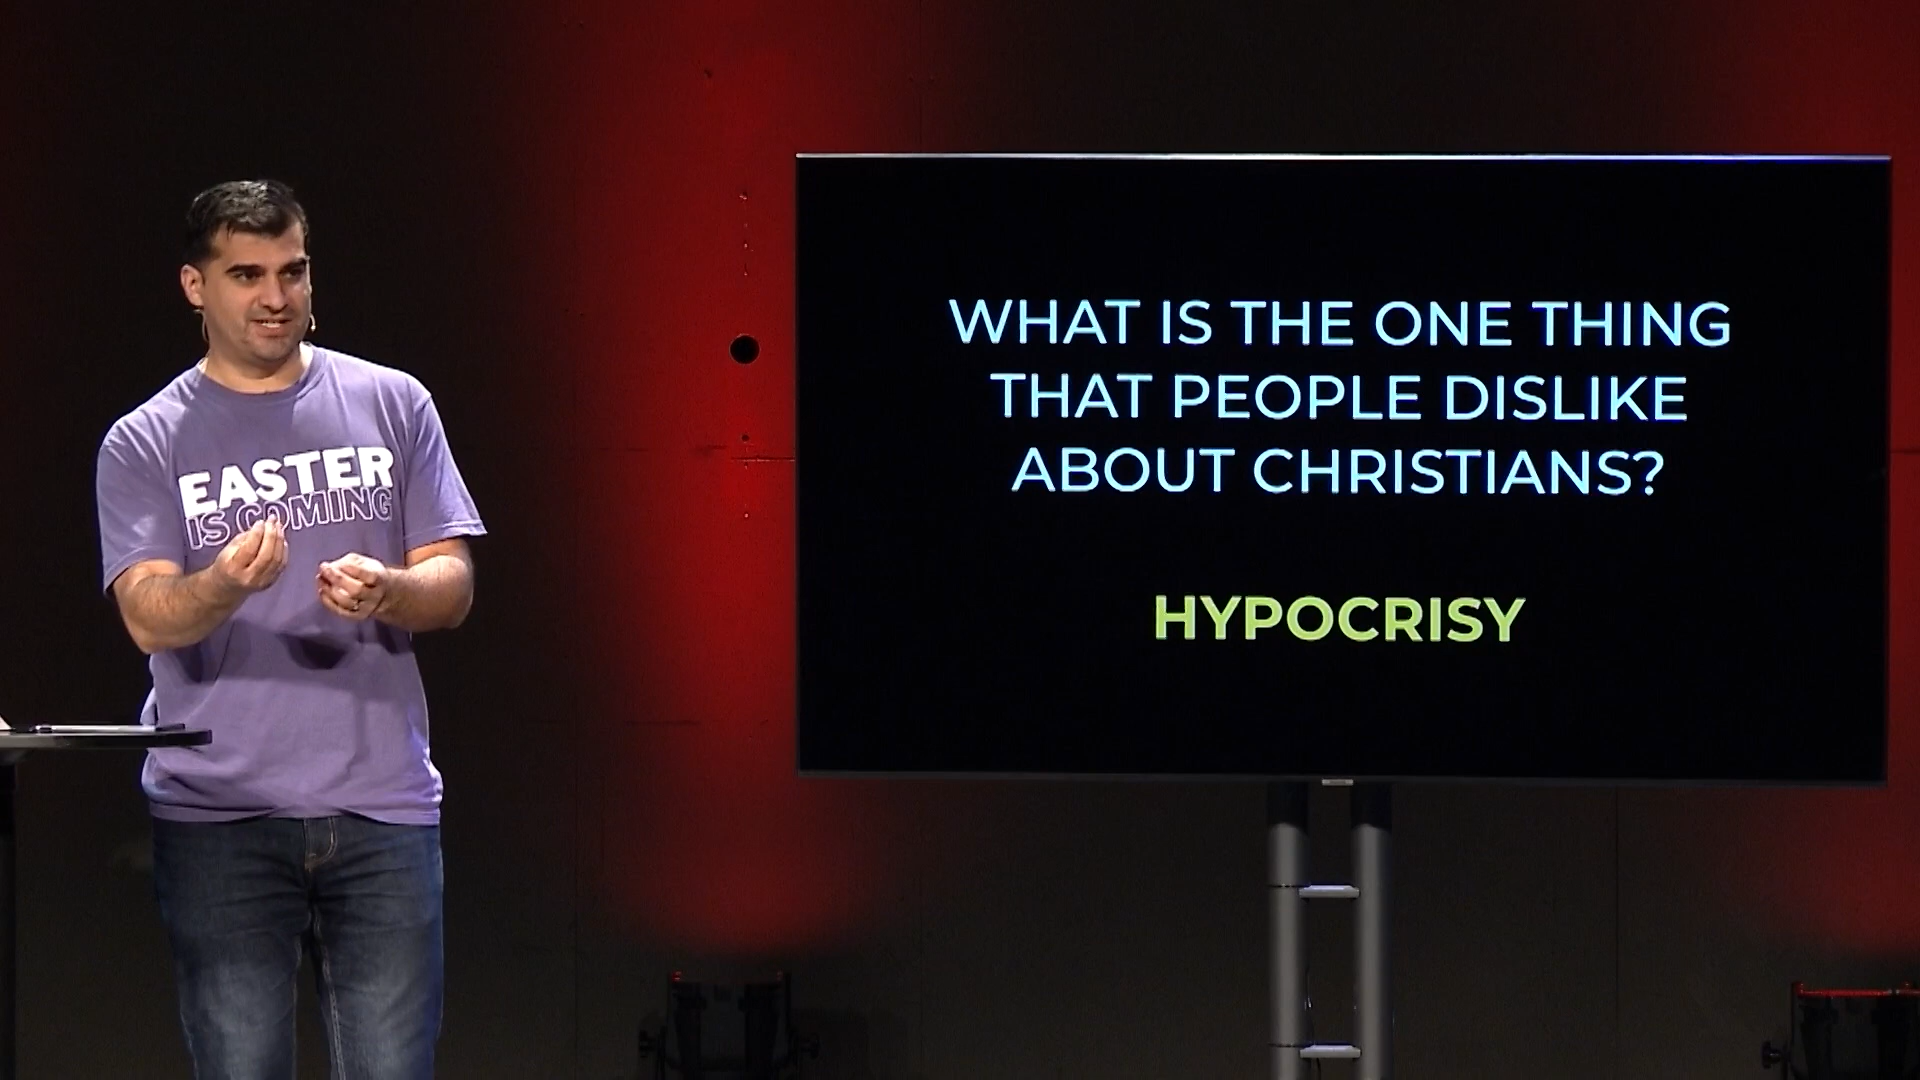 EASTER
IS COMING
WHAT IS THE ONE THING
THAT PEOPLE DISLIKE
ABOUT CHRISTIANS?
HYPOCRISY